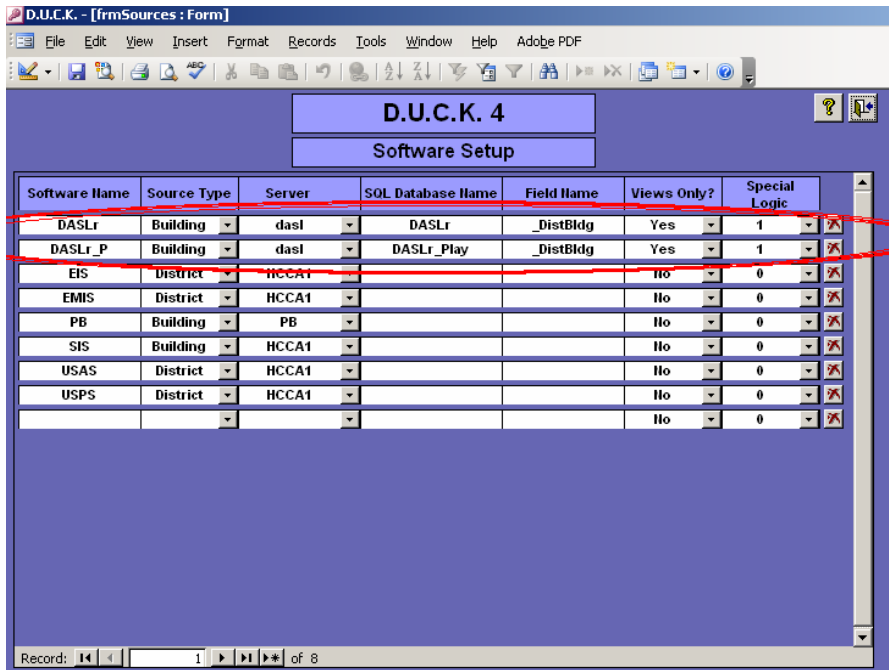 D.U.C.K. - [frmSources : Form]
File Edit View Insert Format Records Tools Window Help Adobe PDF
D.U.C.K. 4
Software Setup
Software Name Source Type Server SQL Database Name Field Name Views Only? Special Logic
DASLr Building dasl DASLr _DistBldg Yes 1
DASLr_P Building dasl DASLr_Play _DistBldg Yes 1
EIS District HCCA1 No 0
EMIS District HCCA1 No 0
PB Building PB No 0
SIS Building HCCA1 No 0
USAS District HCCA1 No 0
USPS District HCCA1 No 0
No 0
Record: 1 of 8